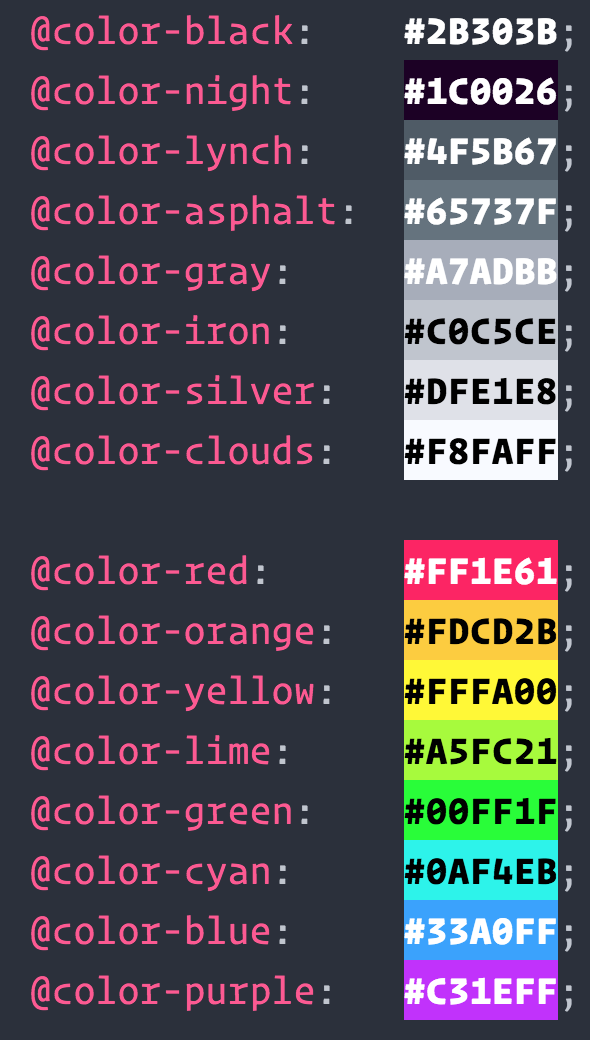 @color-black: #2B303B;
@color-night: #1C0026;
@color-lynch: #4F5B67;
@color-asphalt: #65737F;
@color-gray: #A7ADBB;
@color-iron: #C0C5CE;
@color-silver: #DFE1E8;
@color-clouds: #F8FAFF;
@color-red: #FF1E61;
@color-orange: #FDCD2B;
@color-yellow: #FFFA00;
@color-lime: #A5FC21;
@color-green: #00FF1F;
@color-cyan: #0AF4EB;
@color-blue: #33A0FF;
@color-purple: #C31EFF;